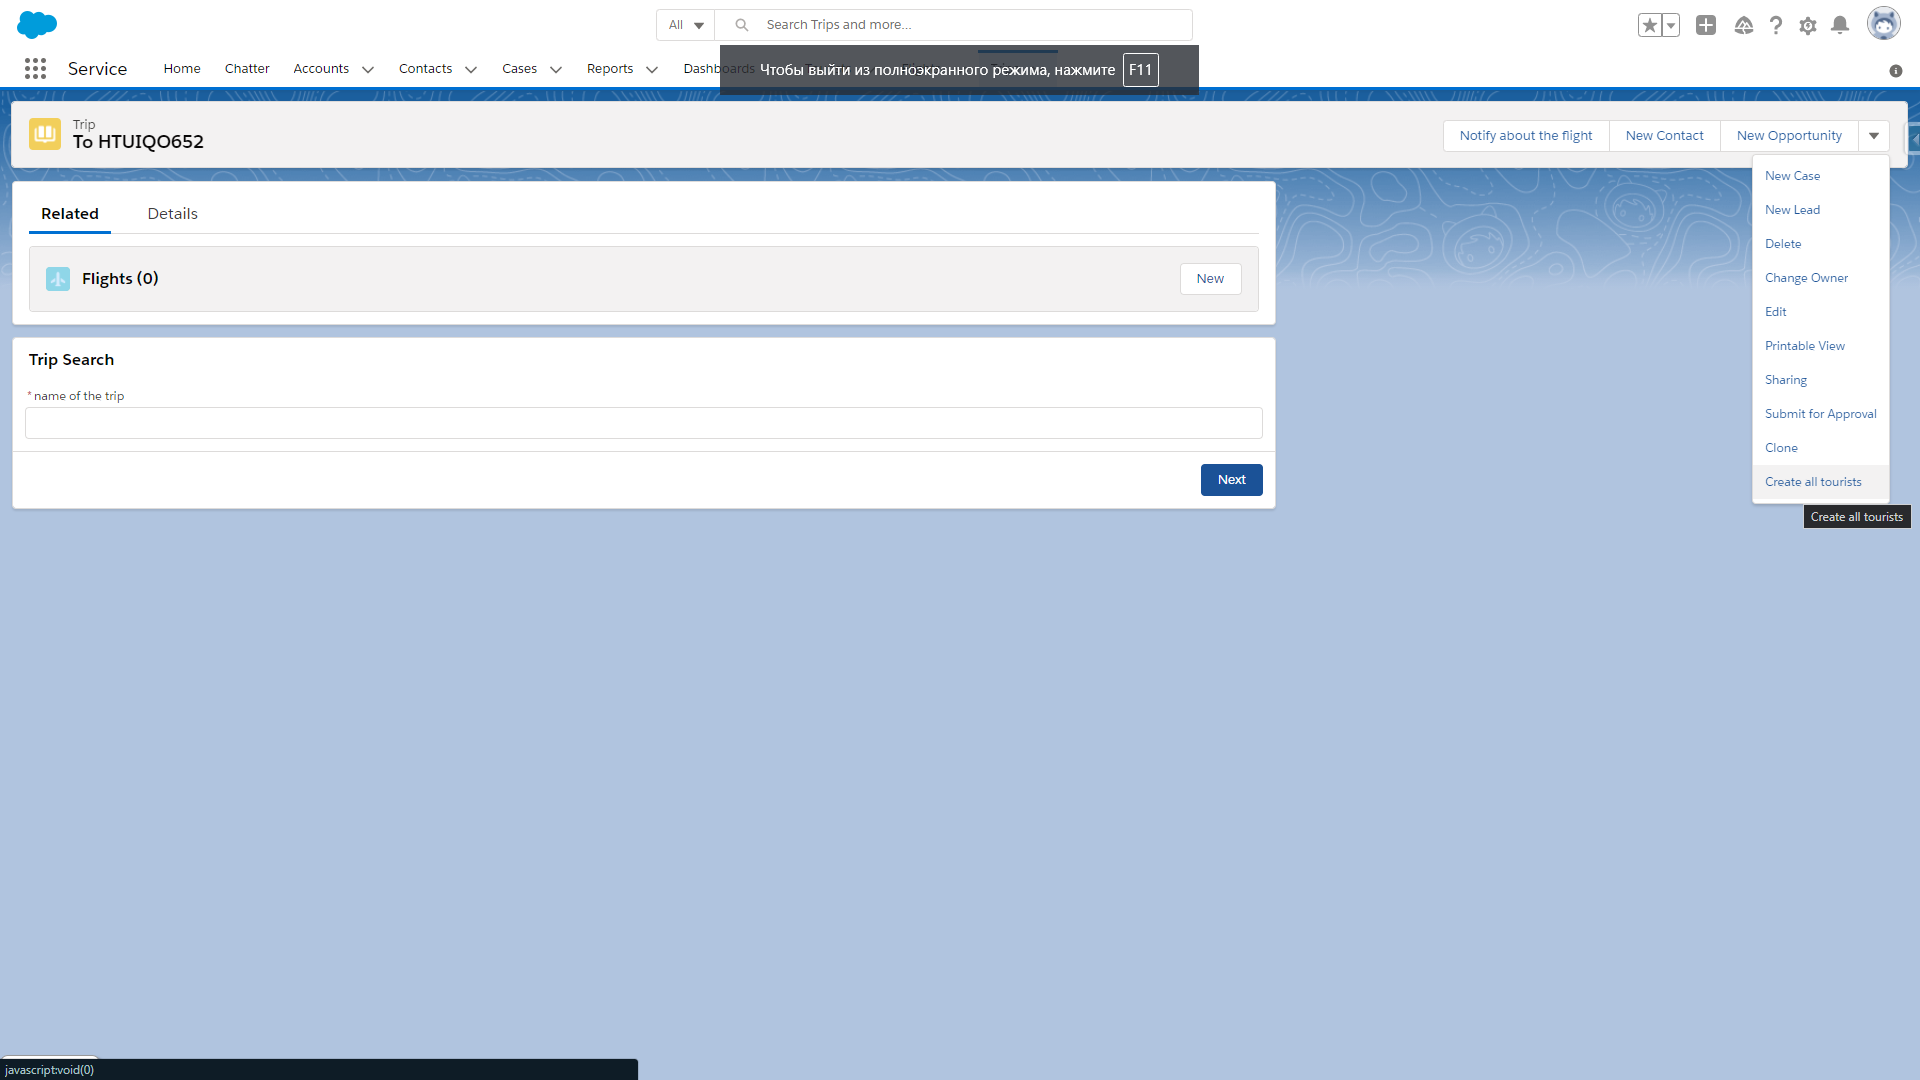 All
Search Trips and more...
Service
Home
Chatter
Accounts
Contacts
Cases
Reports
Dashboards
Чтобы выйти из полноэкранного режима, нажмите F11
Trip
To HTUIQO652
Notify about the flight
New Contact
New Opportunity
New Case
New Lead
Delete
Change Owner
Edit
Printable View
Sharing
Submit for Approval
Clone
Create all tourists
Create all tourists
Related
Details
Flights (0)
New
Trip Search
* name of the trip
Next
javascript:void(0)